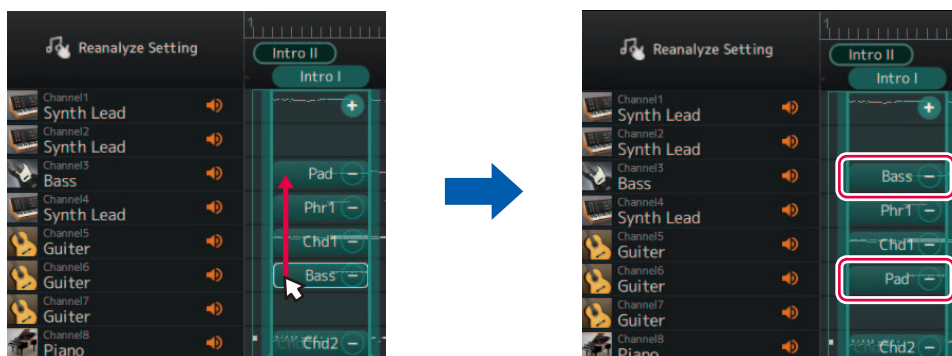 1
Reanalyze Setting
Intro II
Intro I
Channel1
Synth Lead
Channel2
Synth Lead
Channel3
Bass
Pad
Channel4
Synth Lead
Phr1
Channel5
Guiter
Chd1
Channel6
Guiter
Bass
Channel7
Guiter
Channel8
Piano
Chd2
1
Reanalyze Setting
Intro II
Intro I
Channel1
Synth Lead
Channel2
Synth Lead
Channel3
Bass
Bass
Channel4
Synth Lead
Phr1
Channel5
Guiter
Chd1
Channel6
Guiter
Pad
Channel7
Guiter
Channel8
Piano
Chd2